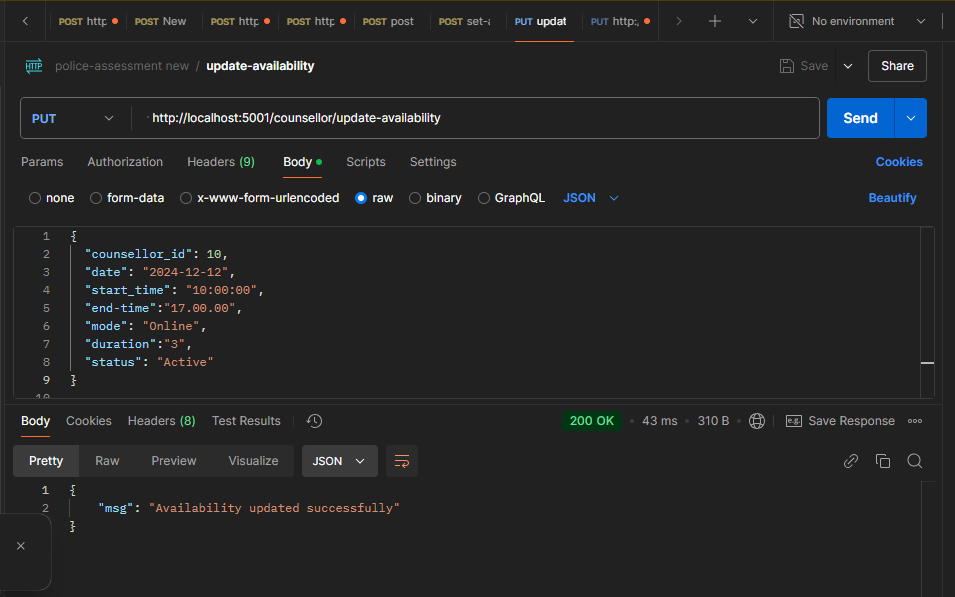 POST http POST New POST http POST http POST post POST set-a PUT updat PUT http:, No environment
HTTP police-assessment new / update-availability Save Share
PUT http://localhost:5001/counsellor/update-availability Send
Params Authorization Headers (9) Body Scripts Settings Cookies
none form-data x-www-form-urlencoded raw binary GraphQL JSON Beautify
1 {
2 "counsellor_id": 10,
3 "date": "2024-12-12",
4 "start_time": "10:00:00",
5 "end-time":"17.00.00",
6 "mode": "Online",
7 "duration":"3",
8 "status": "Active"
9 }
10
Body Cookies Headers (8) Test Results 200 OK • 43 ms • 310 B • e.g. Save Response
Pretty Raw Preview Visualize JSON
1 {
2 "msg": "Availability updated successfully"
}